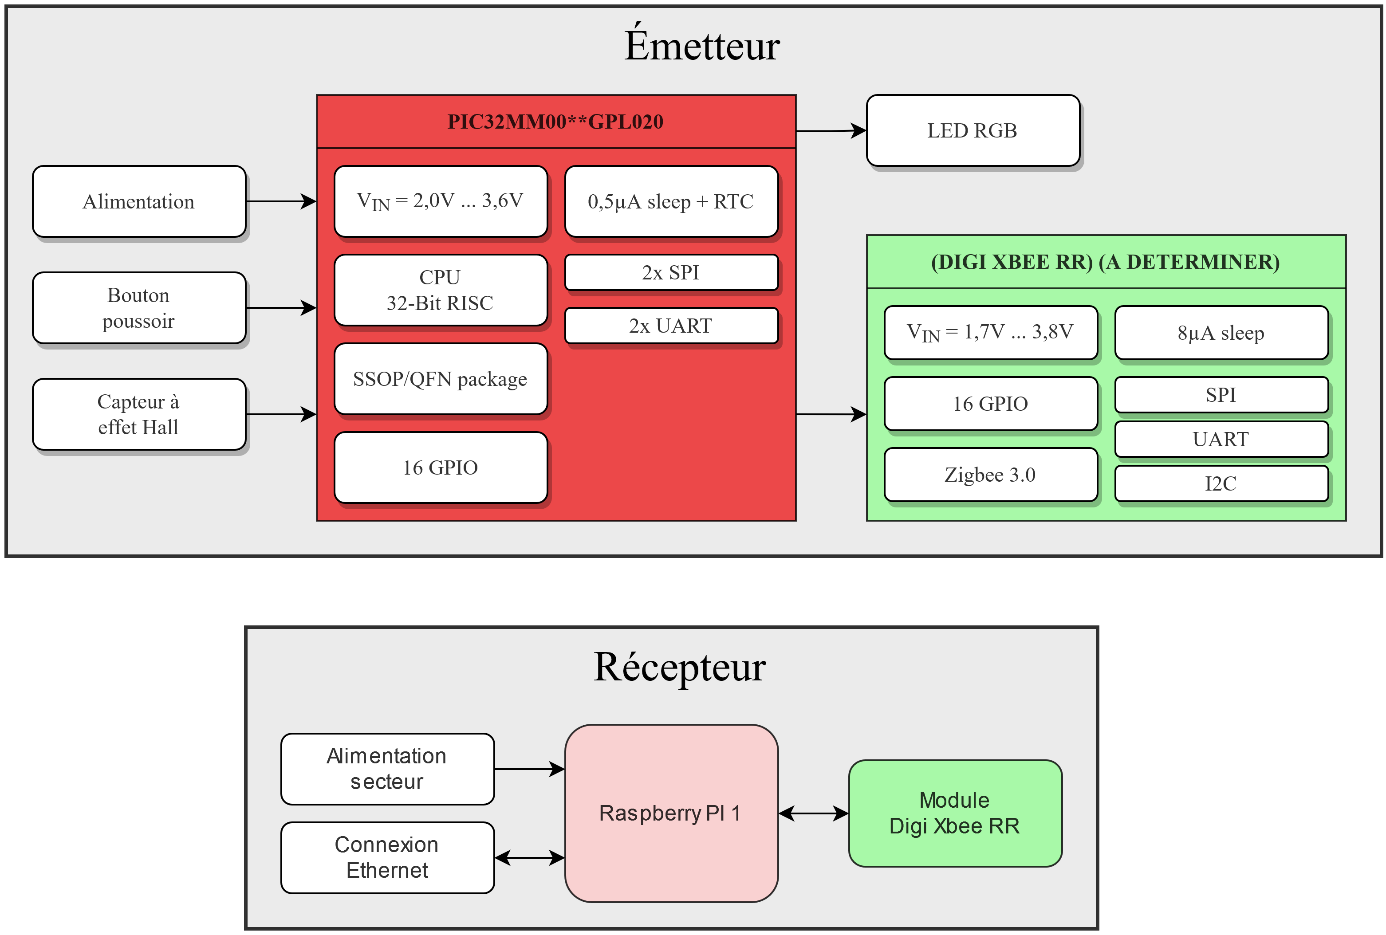 Émetteur
PIC32MM00**GPL020
LED RGB
Alimentation
V_IN = 2,0V ... 3,6V
0,5µA sleep + RTC
Bouton
poussoir
CPU
32-Bit RISC
2x SPI
2x UART
Capteur à
effet Hall
SSOP/QFN package
16 GPIO
(DIGI XBEE RR) (A DETERMINER)
V_IN = 1,7V ... 3,8V
8µA sleep
16 GPIO
SPI
UART
Zigbee 3.0
I2C
Récepteur
Alimentation
secteur
Connexion
Ethernet
Raspberry PI 1
Module
Digi Xbee RR